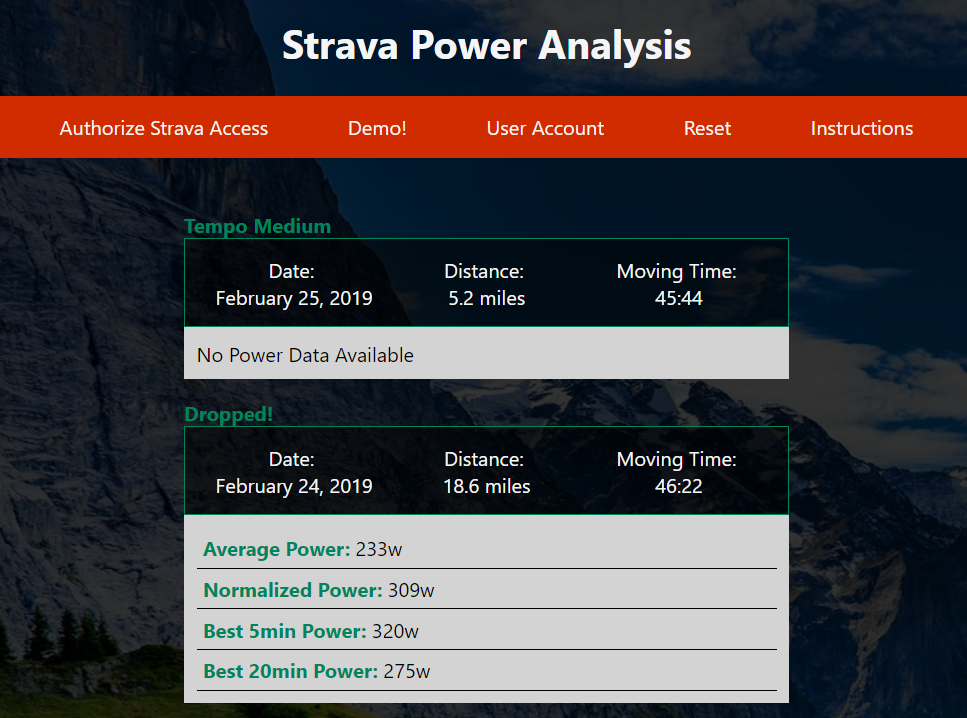 Strava Power Analysis
Authorize Strava Access Demo! User Account Reset Instructions
Tempo Medium
Date: Distance: Moving Time:
February 25, 2019 5.2 miles 45:44
No Power Data Available
Dropped!
Date: Distance: Moving Time:
February 24, 2019 18.6 miles 46:22
Average Power: 233w
Normalized Power: 309w
Best 5min Power: 320w
Best 20min Power: 275w